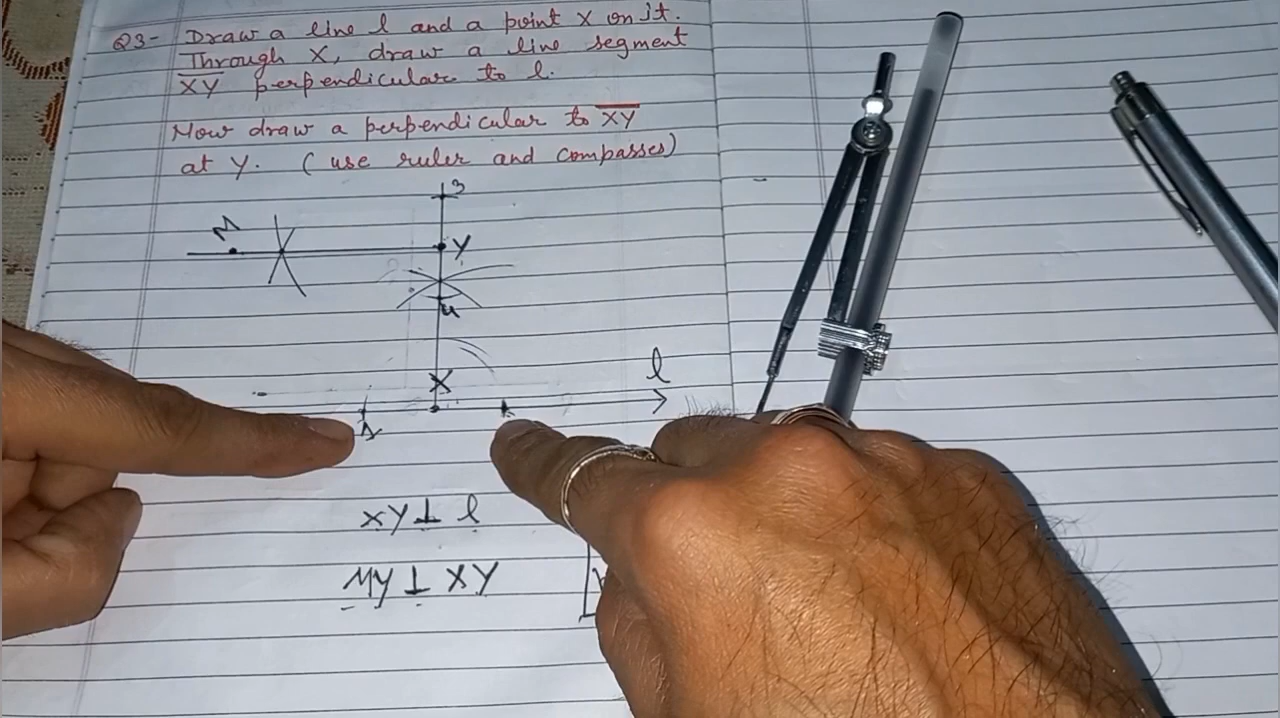 Q3- Draw a line l and a point X on it.
Through X, draw a line segment
XY perpendicular to l.
Now draw a perpendicular to XY
at Y. (use ruler and compasses)
3
M
Y
X
l
XY ⊥ l
MY ⊥ XY